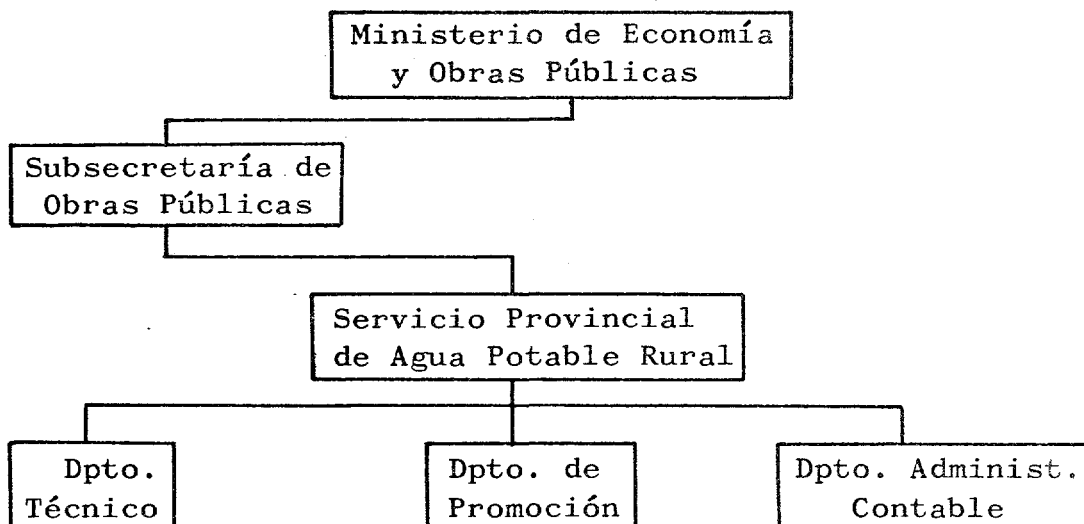 Ministerio de Economía
y Obras Públicas
Subsecretaría de
Obras Públicas
Servicio Provincial
de Agua Potable Rural
Dpto.
Técnico
Dpto. de
Promoción
Dpto. Administ.
Contable